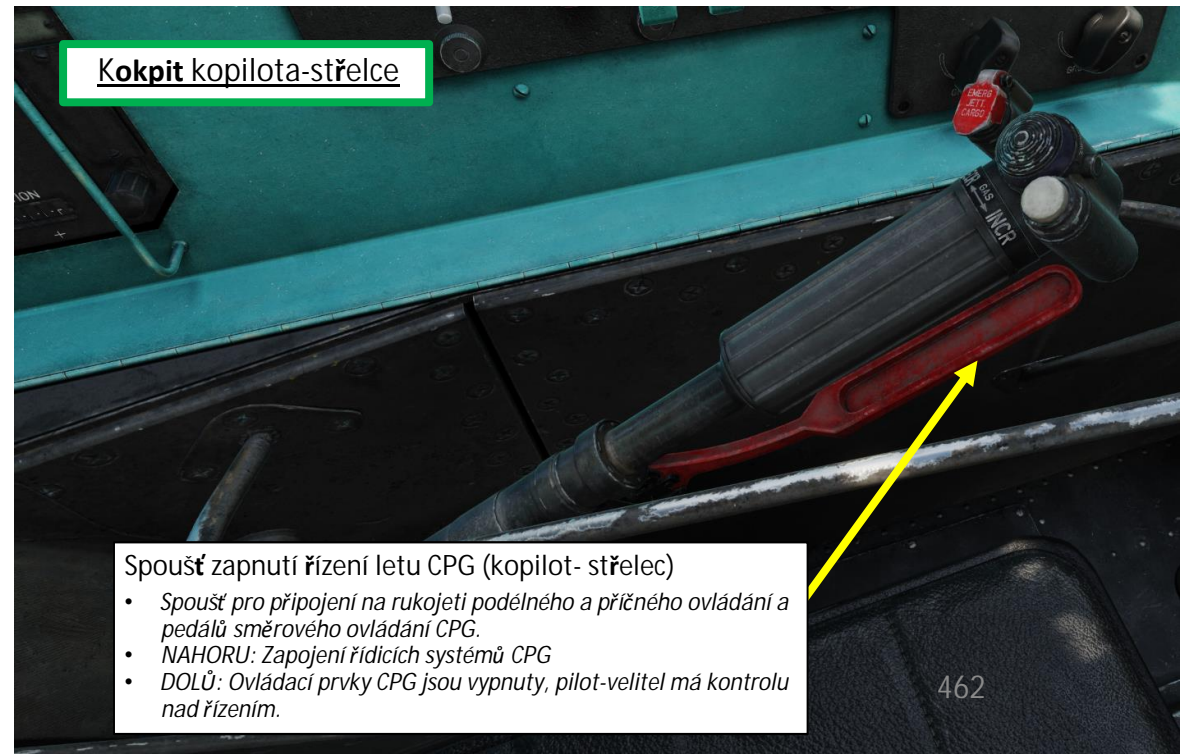 Kokpit kopilota-střelce
EMERG
JETT.
CARGO
GAS
INCR
TION
+
Spoušť zapnutí řízení letu CPG (kopilot- střelec)
• Spoušť pro připojení na rukojeti podélného a příčného ovládání a
pedálů směrového ovládání CPG.
• NAHORU: Zapojení řídicích systémů CPG
• DOLŮ: Ovládací prvky CPG jsou vypnuty, pilot-velitel má kontrolu
nad řízením.
462